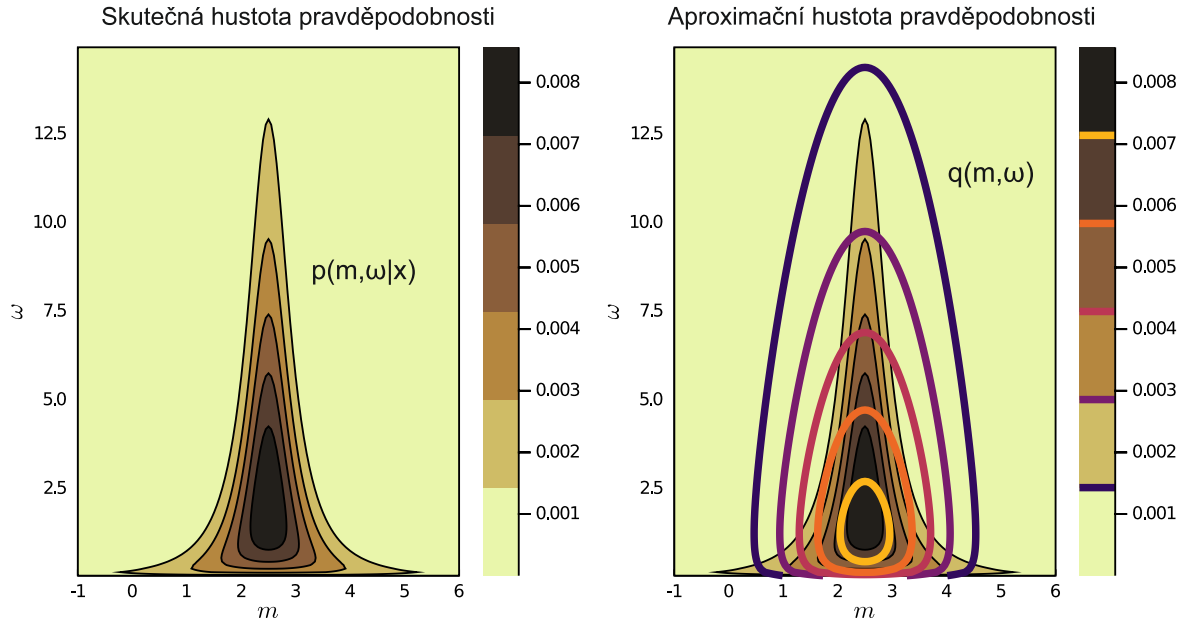 Skutečná hustota pravděpodobnosti
12.5
10.0
7.5
5.0
2.5
ω
-1 0 1 2 3 4 5 6
m
p(m,ω|x)
0.008
0.007
0.006
0.005
0.004
0.003
0.002
0.001
Aproximační hustota pravděpodobnosti
12.5
10.0
7.5
5.0
2.5
ω
-1 0 1 2 3 4 5 6
m
q(m,ω)
0.008
0.007
0.006
0.005
0.004
0.003
0.002
0.001